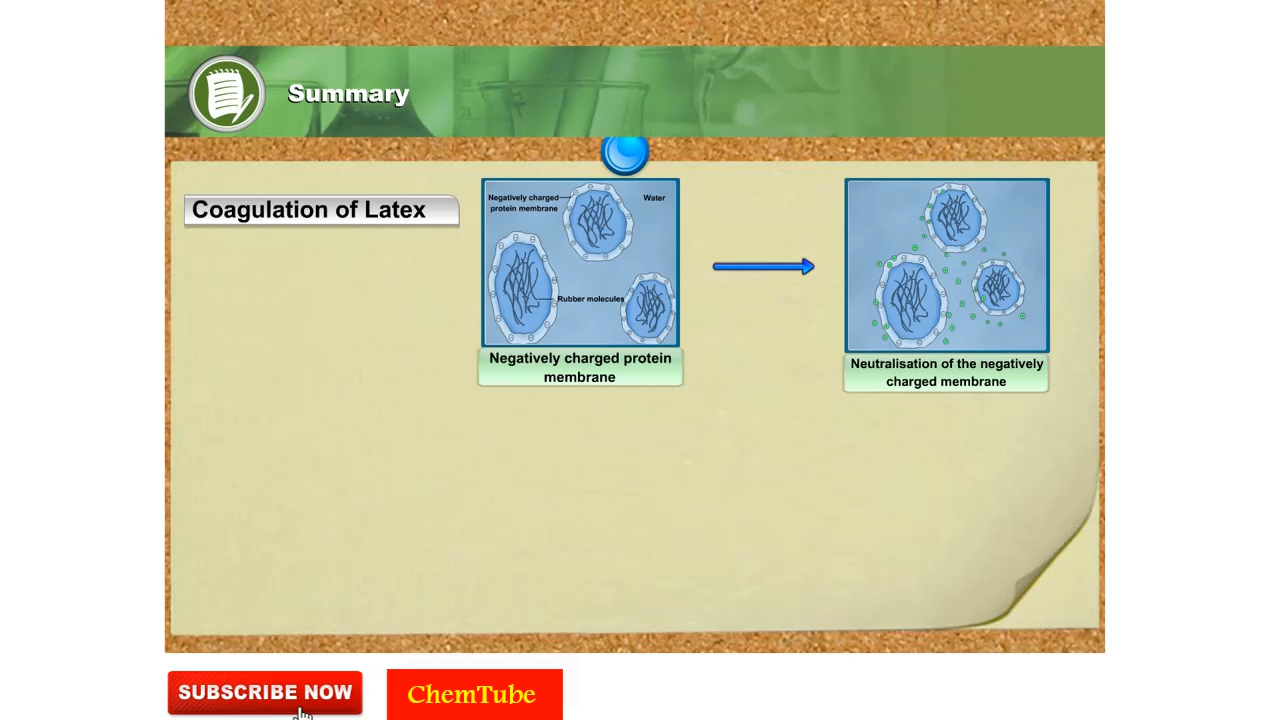 Summary
Coagulation of Latex
Negatively charged
protein membrane
Water
Rubber molecules
Negatively charged protein
membrane
Neutralisation of the negatively
charged membrane
SUBSCRIBE NOW
ChemTube